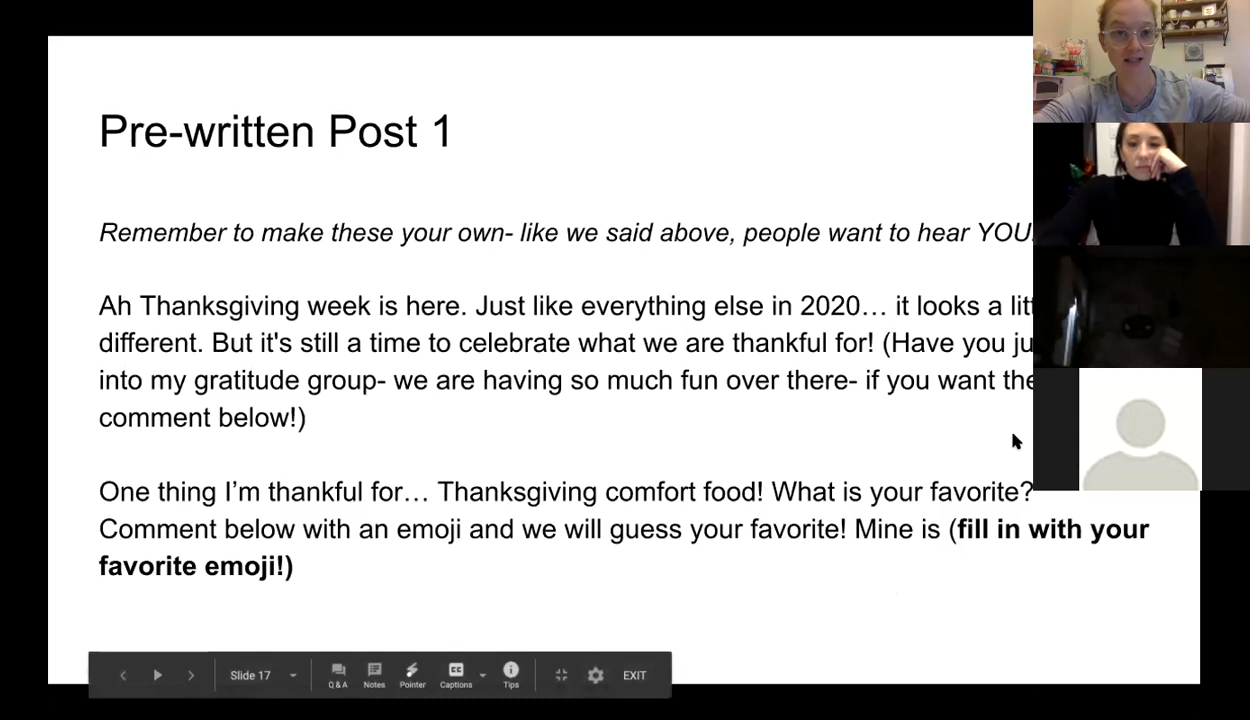 Pre-written Post 1
Remember to make these your own- like we said above, people want to hear YOU
Ah Thanksgiving week is here. Just like everything else in 2020… it looks a
different. But it's still a time to celebrate what we are thankful for! (Have you
into my gratitude group- we are having so much fun over there- if you want
comment below!)
One thing I’m thankful for… Thanksgiving comfort food! What is your favorite?
Comment below with an emoji and we will guess your favorite! Mine is (fill in with your
favorite emoji!)
Slide 17
Q & A
Notes
Pointer
CC
Captions
Tips
EXIT